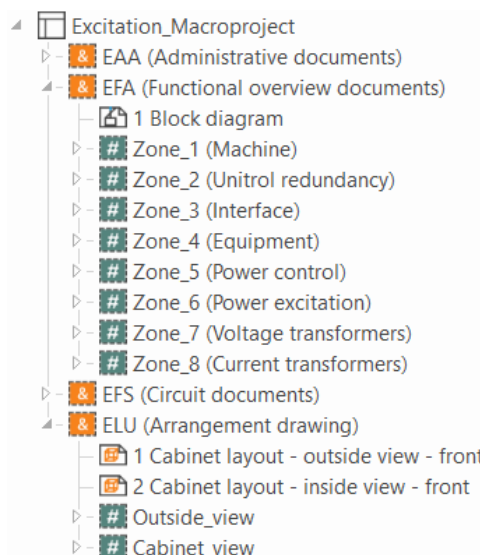 Excitation_Macroproject
& EAA (Administrative documents)
& EFA (Functional overview documents)
1 Block diagram
# Zone_1 (Machine)
# Zone_2 (Unitrol redundancy)
# Zone_3 (Interface)
# Zone_4 (Equipment)
# Zone_5 (Power control)
# Zone_6 (Power excitation)
# Zone_7 (Voltage transformers)
# Zone_8 (Current transformers)
& EFS (Circuit documents)
& ELU (Arrangement drawing)
1 Cabinet layout - outside view - front
2 Cabinet layout - inside view - front
# Outside_view
# Cabinet_view